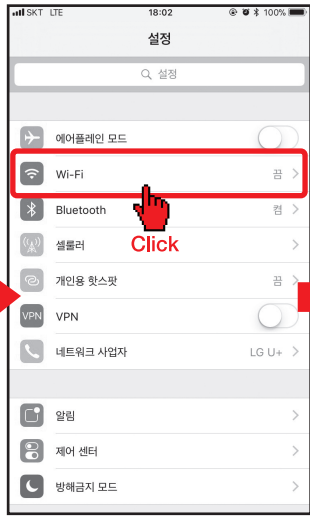 SKT LTE 18:02 100%
설정
설정
에어플레인 모드
Wi-Fi 끔
Bluetooth 켬
Click
셀룰러
개인용 핫스팟 끔
VPN VPN
네트워크 사업자 LG U+
알림
제어 센터
방해금지 모드